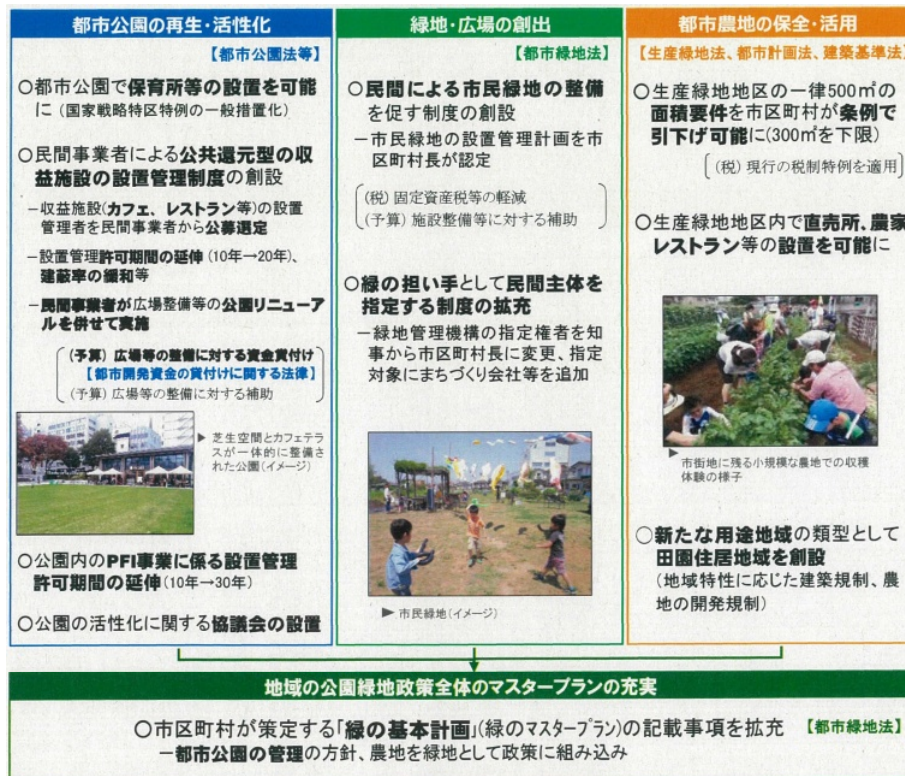 都市公園の再生・活性化
【都市公園法等】
○都市公園で保育所等の設置を可能
に（国家戦略特区特例の一般措置化）
○民間事業者による公共還元型の収
益施設の設置管理制度の創設
－収益施設(カフェ、レストラン等)の設置
管理者を民間事業者から公募選定
－設置管理許可期間の延伸（10年→20年）、
建蔽率の緩和等
－民間事業者が広場整備等の公園リニューア
ルを併せて実施
（予算）広場等の整備に対する資金貸付け
【都市開発資金の貸付けに関する法律】
（予算）広場等の整備に対する補助
▶ 芝生空間とカフェテラ
スが一体的に整備さ
れた公園(イメージ)
○公園内のPFI事業に係る設置管理
許可期間の延伸(10年→30年)
○公園の活性化に関する協議会の設置
緑地・広場の創出
【都市緑地法】
○民間による市民緑地の整備
を促す制度の創設
－市民緑地の設置管理計画を市
区町村長が認定
（税）固定資産税等の軽減
（予算）施設整備等に対する補助
○緑の担い手として民間主体を
指定する制度の拡充
－緑地管理機構の指定権者を知
事から市区町村長に変更、指定
対象にまちづくり会社等を追加
▶ 市民緑地(イメージ)
都市農地の保全・活用
【生産緑地法、都市計画法、建築基準法】
○生産緑地地区の一律500㎡の
面積要件を市区町村が条例で
引下げ可能に(300㎡を下限)
（税）現行の税制特例を適用
○生産緑地地区内で直売所、農家
レストラン等の設置を可能に
▶ 市街地に残る小規模な農地での収穫
体験の様子
○新たな用途地域の類型として
田園住居地域を創設
(地域特性に応じた建築規制、農
地の開発規制)
地域の公園緑地政策全体のマスタープランの充実
○市区町村が策定する「緑の基本計画」(緑のマスタープラン)の記載事項を拡充 【都市緑地法】
－都市公園の管理の方針、農地を緑地として政策に組み込み